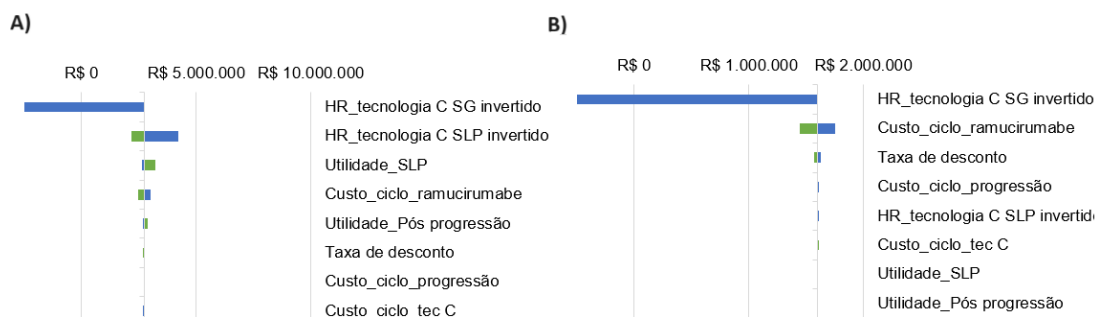 A)
R$ 0 R$ 5.000.000 R$ 10.000.000
HR_tecnologia C SG invertido
HR_tecnologia C SLP invertido
Utilidade_SLP
Custo_ciclo_ramucirumabe
Utilidade_Pós progressão
Taxa de desconto
Custo_ciclo_progressão
Custo_ciclo_tec C
B)
R$ 0 R$ 1.000.000 R$ 2.000.000
HR_tecnologia C SG invertido
Custo_ciclo_ramucirumabe
Taxa de desconto
Custo_ciclo_progressão
HR_tecnologia C SLP invertid
Custo_ciclo_tec C
Utilidade_SLP
Utilidade_Pós progressão